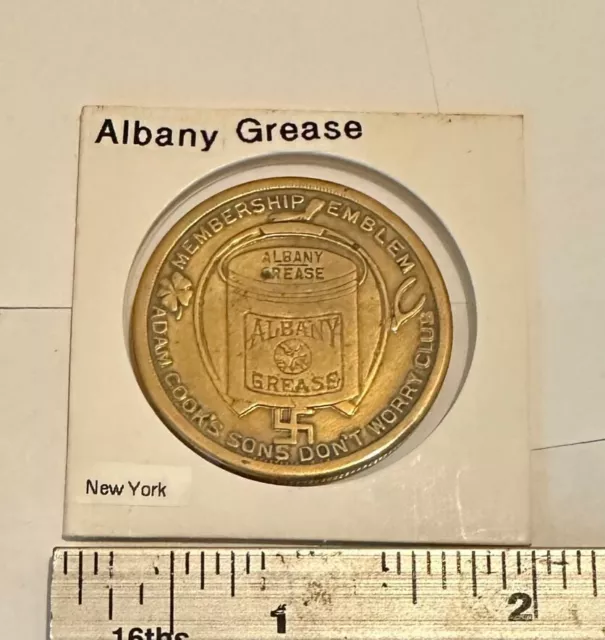 Albany Grease
MEMBERSHIP EMBLEM
ALBANY
GREASE
ALBANY
GREASE
ADAM COOK'S SONS DON'T WORRY CLUB
New York
1 2
16ths